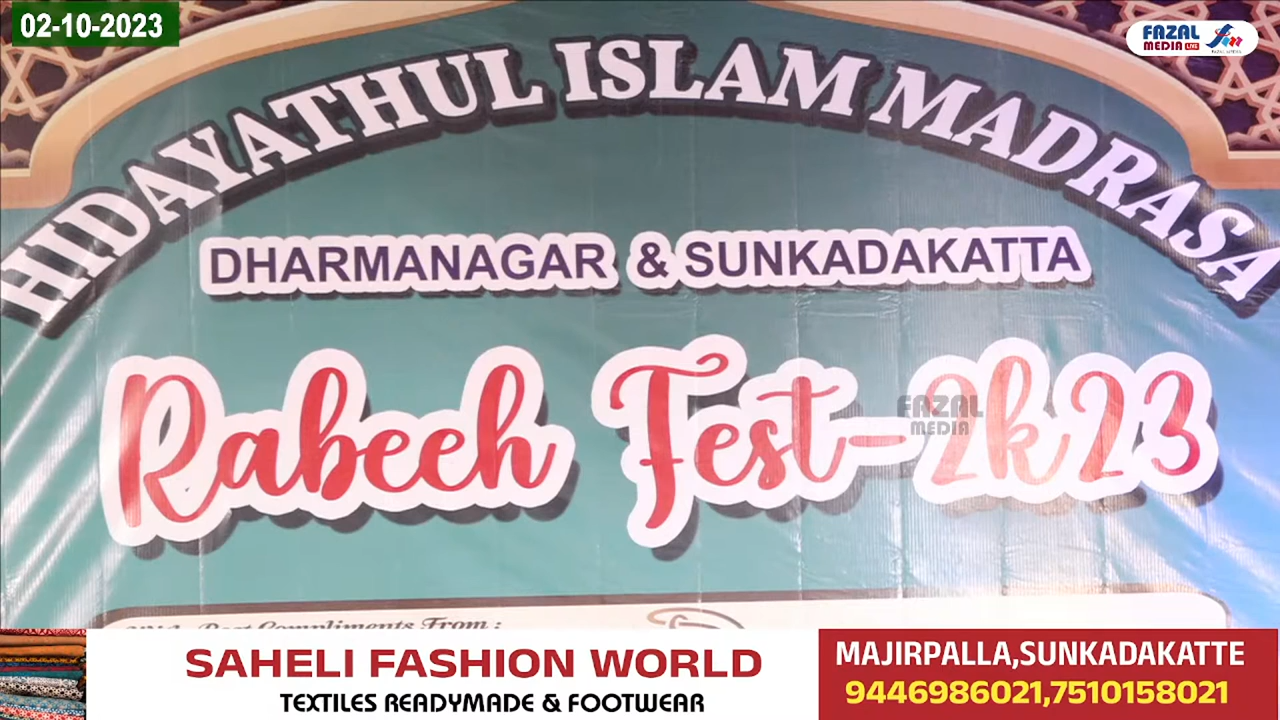 02-10-2023
FAZAL
MEDIA LIVE
HIDAYATHUL ISLAM MADRASA
DHARMANAGAR & SUNKADAKATTA
Rabeeh Fest-2k23
FAZAL
MEDIA
Best Compliments From :
SAHELI FASHION WORLD
TEXTILES READYMADE & FOOTWEAR
MAJIRPALLA,SUNKADAKATTE
9446986021,7510158021